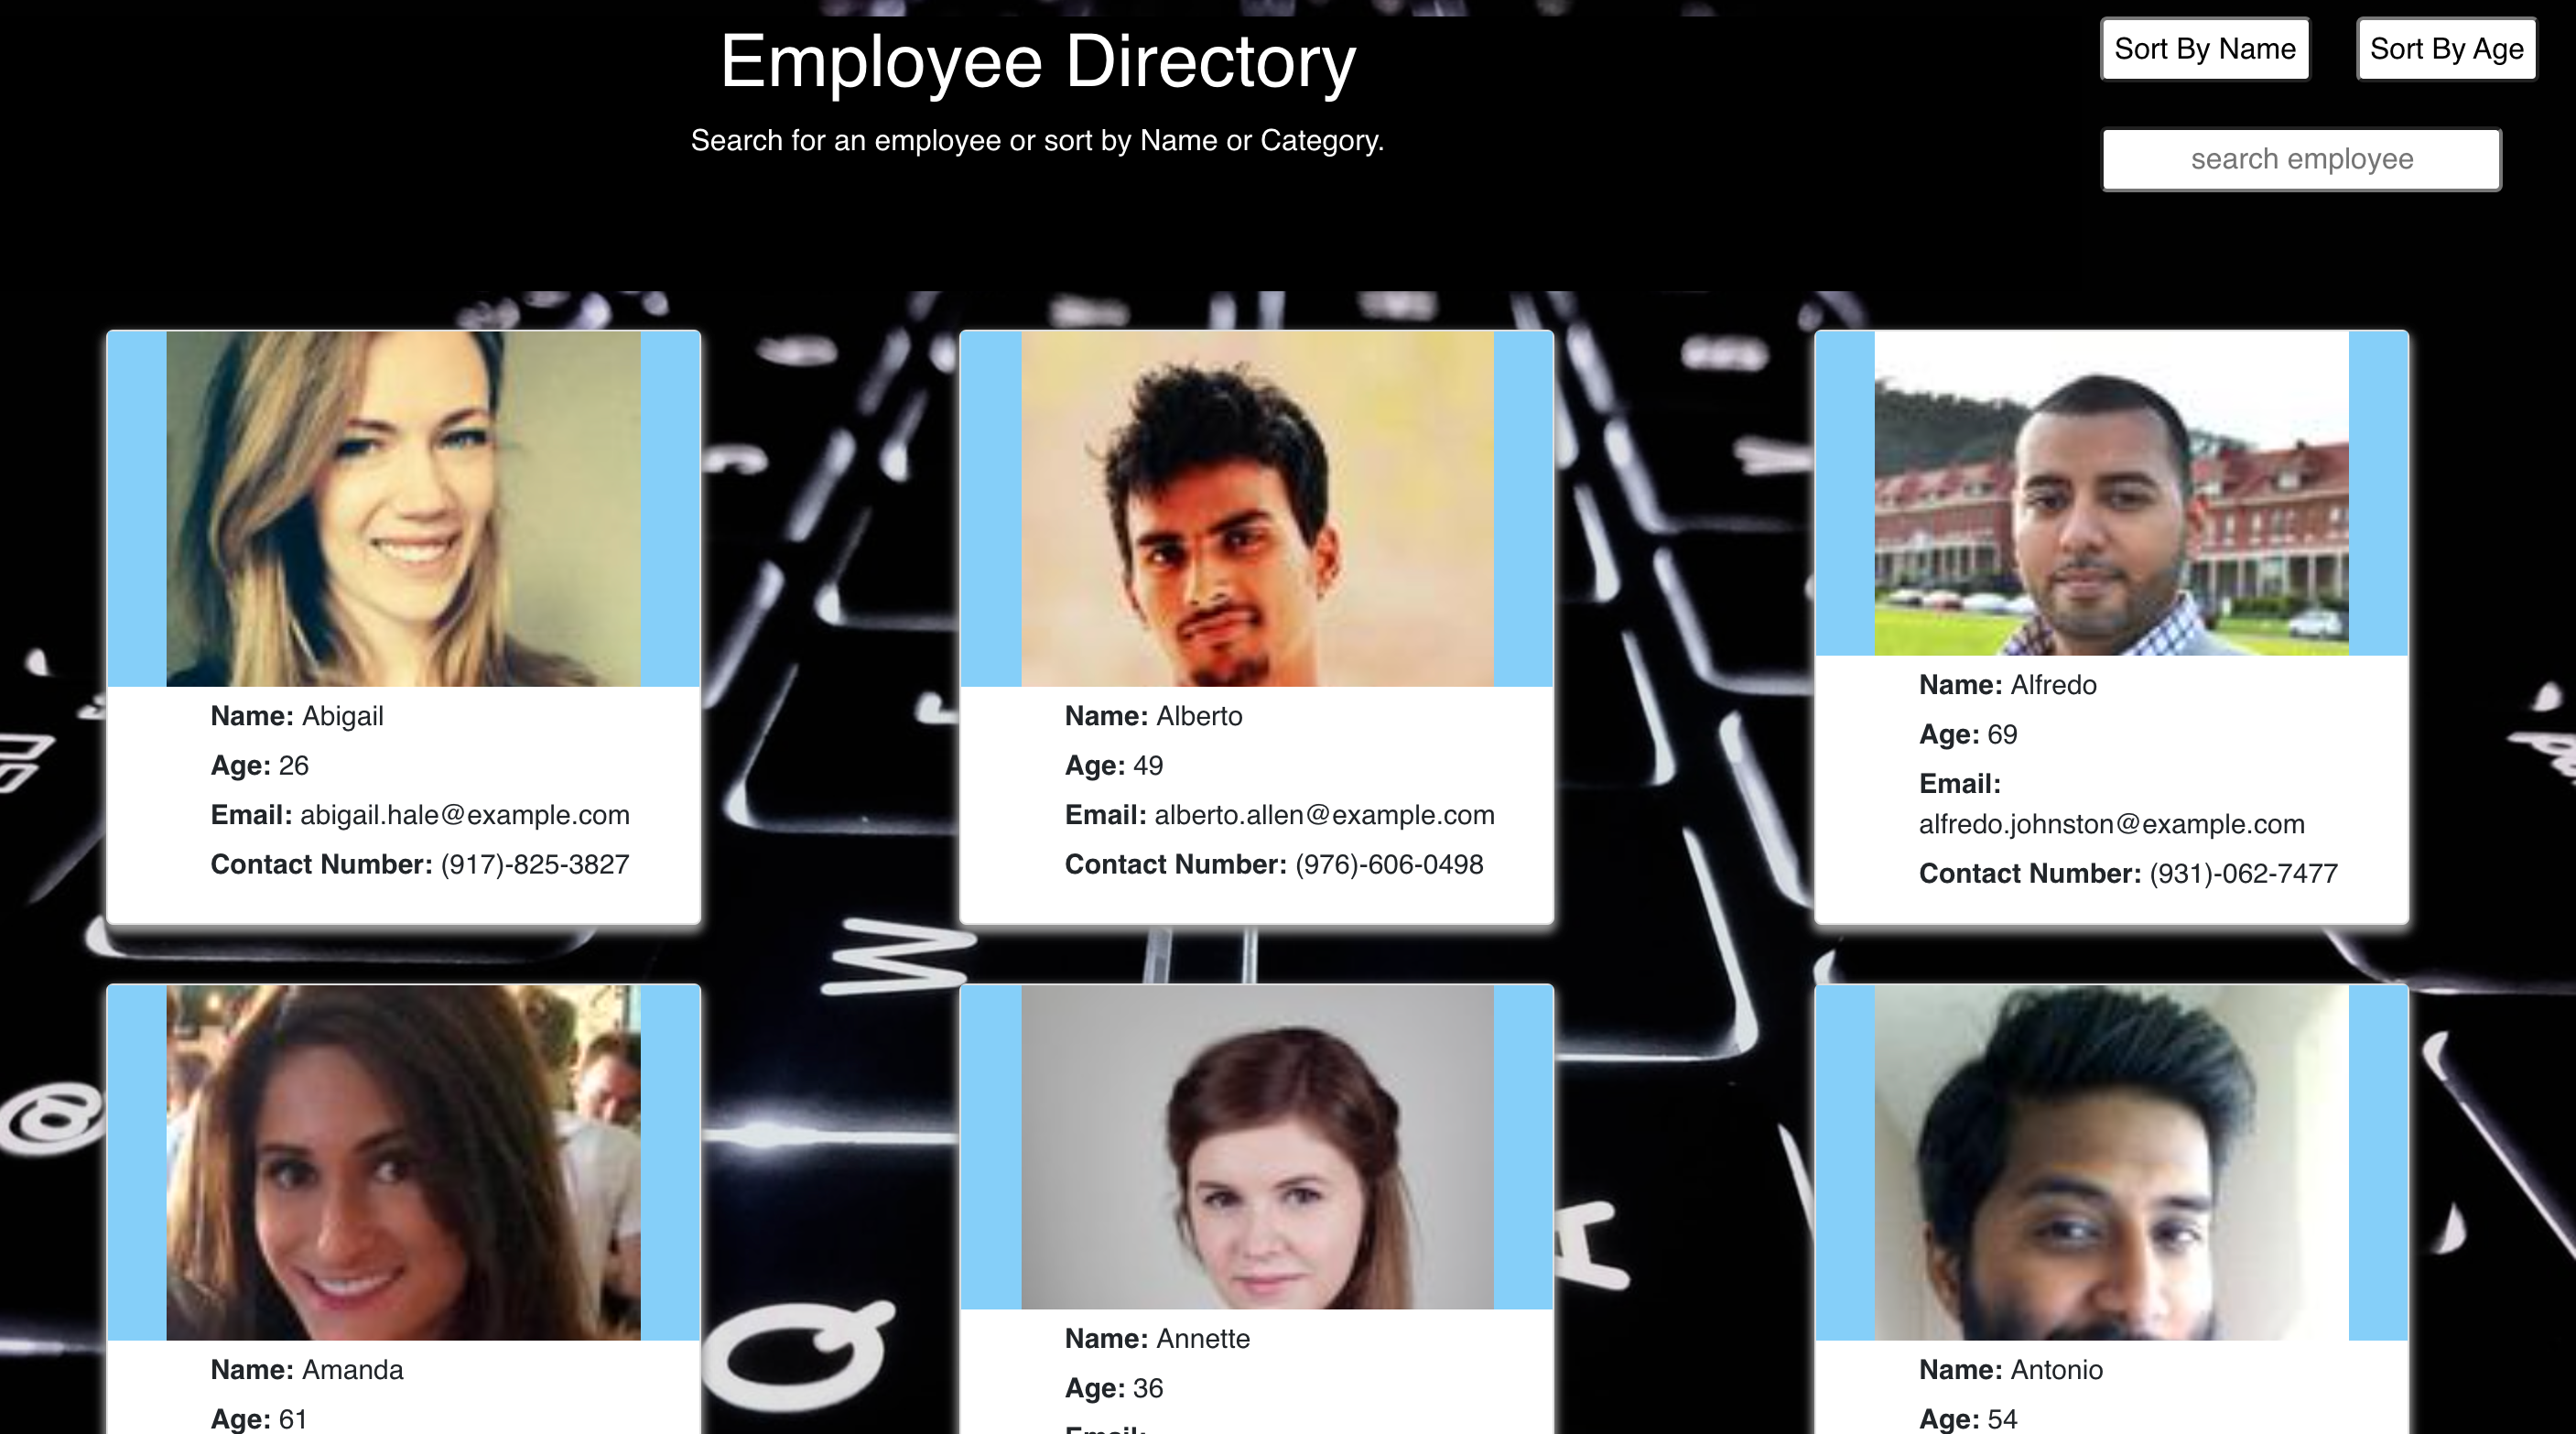 Employee Directory
Search for an employee or sort by Name or Category.
Sort By Name
Sort By Age
search employee
Name: Abigail
Age: 26
Email: abigail.hale@example.com
Contact Number: (917)-825-3827
Name: Alberto
Age: 49
Email: alberto.allen@example.com
Contact Number: (976)-606-0498
Name: Alfredo
Age: 69
Email:
alfredo.johnston@example.com
Contact Number: (931)-062-7477
W
@
Q
A
Name: Amanda
Age: 61
Name: Annette
Age: 36
Email:
Name: Antonio
Age: 54